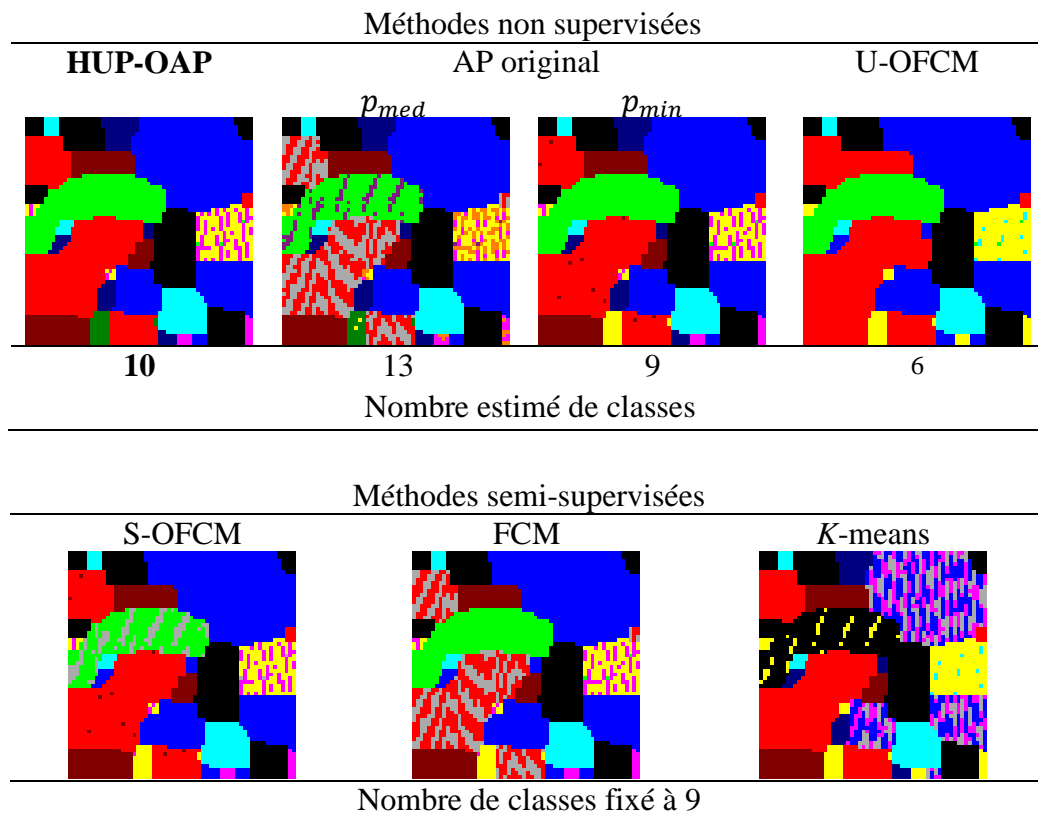 Méthodes non supervisées
HUP-OAP AP original U-OFCM
p_med p_min
10 13 9 6
Nombre estimé de classes
Méthodes semi-supervisées
S-OFCM FCM K-means
Nombre de classes fixé à 9